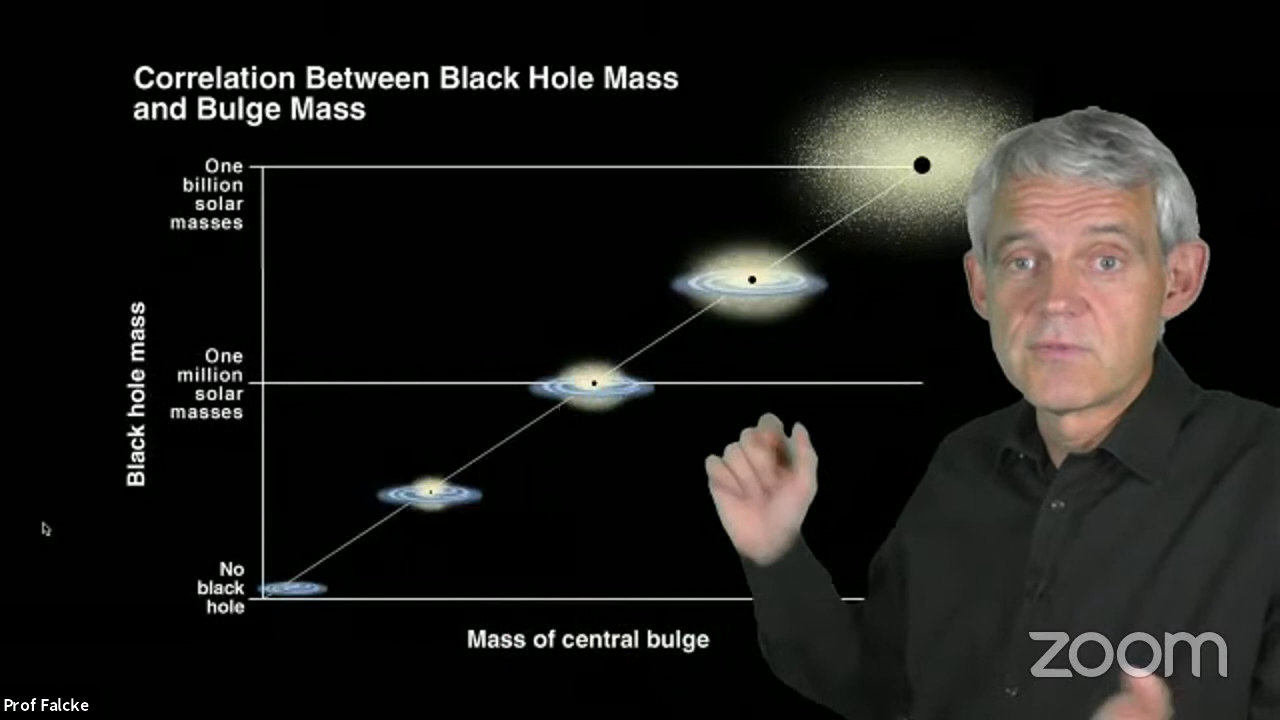 Correlation Between Black Hole Mass
and Bulge Mass
One
billion
solar
masses
One
million
solar
masses
No
black
hole
Black hole mass
Mass of central bulge
zoom
Prof Falcke